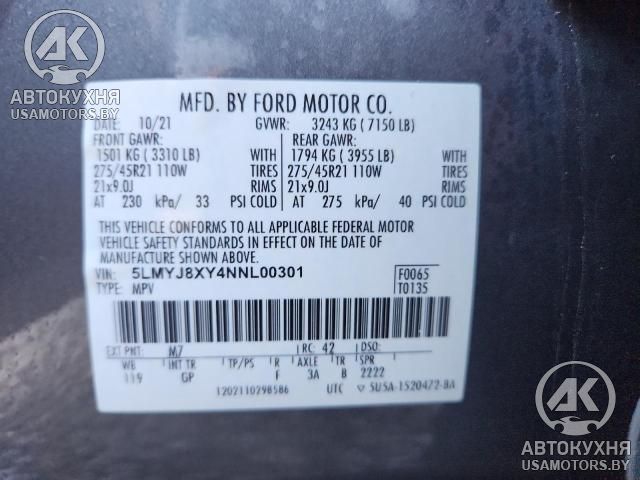 АВТОКУХНЯ
USAMOTORS.BY
MFD. BY FORD MOTOR CO.
DATE: 10/21 GVWR: 3243 KG ( 7150 LB)
FRONT GAWR: REAR GAWR:
1501 KG ( 3310 LB) WITH 1794 KG ( 3955 LB) WITH
275/45R21 110W TIRES 275/45R21 110W TIRES
21x9.0J RIMS 21x9.0J RIMS
AT 230 kPa/ 33 PSI COLD AT 275 kPa/ 40 PSI COLD
THIS VEHICLE CONFORMS TO ALL APPLICABLE FEDERAL MOTOR
VEHICLE SAFETY STANDARDS IN EFFECT ON THE DATE OF
MANUFACTURE SHOWN ABOVE.
VIN: 5LMYJ8XY4NNL00301 F0065
TYPE: MPV T0135
EXT PNT: M7 RC: 42 DSO:
WB INT TR TP/PS R AXLE TR SPR
119 GP F 3A B 2222
1202110298586 UTC ▽ 5U5A-1520472-BA
АВТОКУХНЯ
USAMOTORS.BY